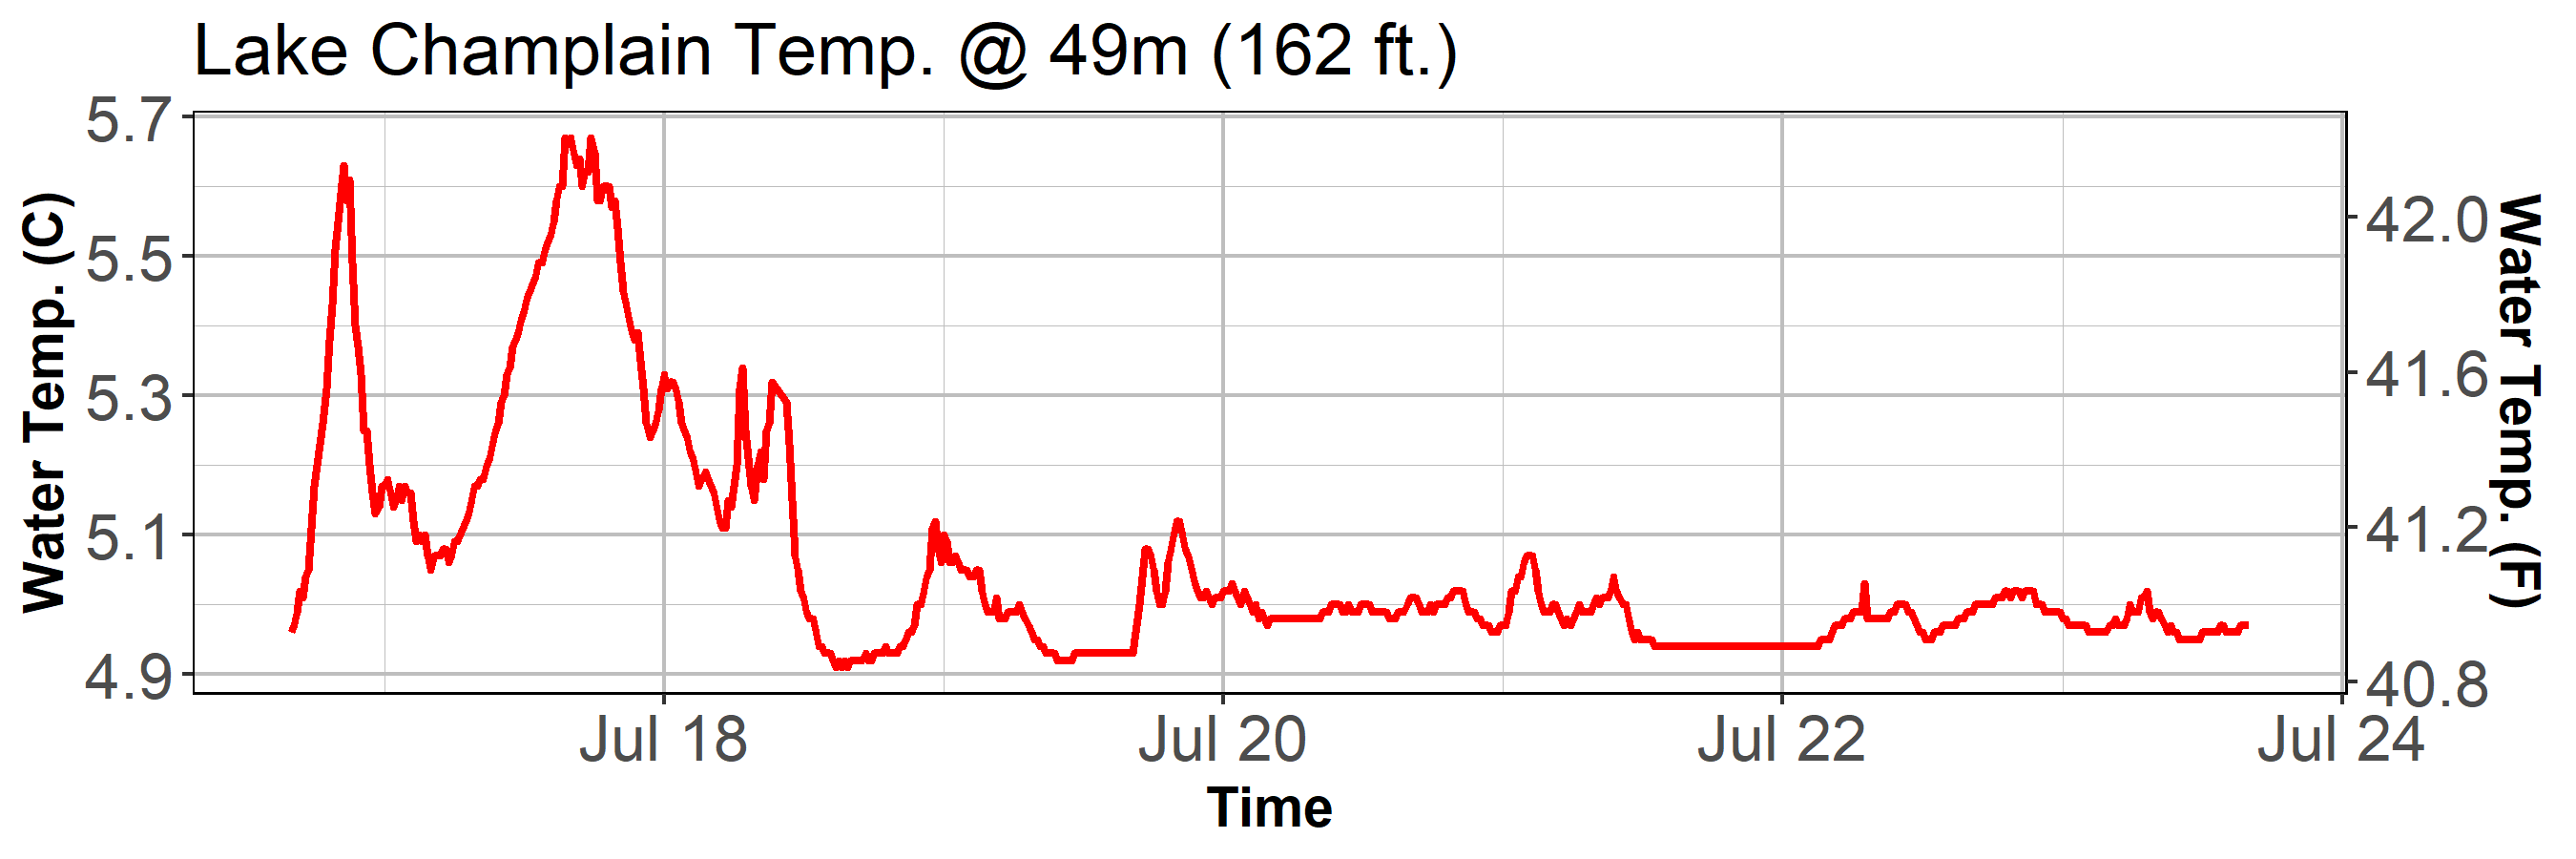 Lake Champlain Temp. @ 49m (162 ft.)
Water Temp. (C)
5.7
5.5
5.3
5.1
4.9
42.0
41.6
41.2
40.8
Water Temp. (F)
Jul 18 Jul 20 Jul 22 Jul 24
Time